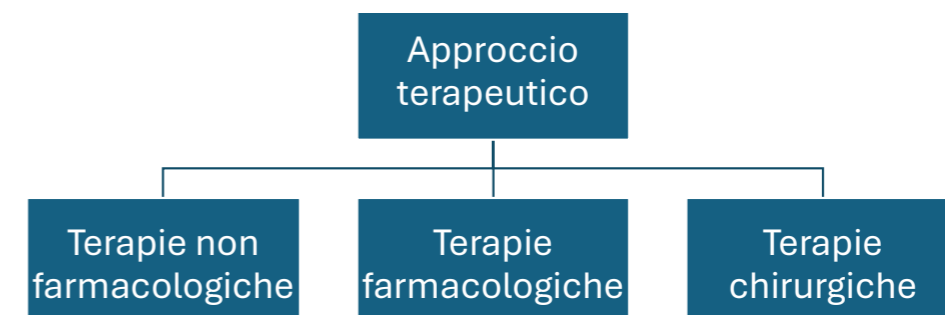 Approccio
terapeutico
Terapie non
farmacologiche
Terapie
farmacologiche
Terapie
chirurgiche